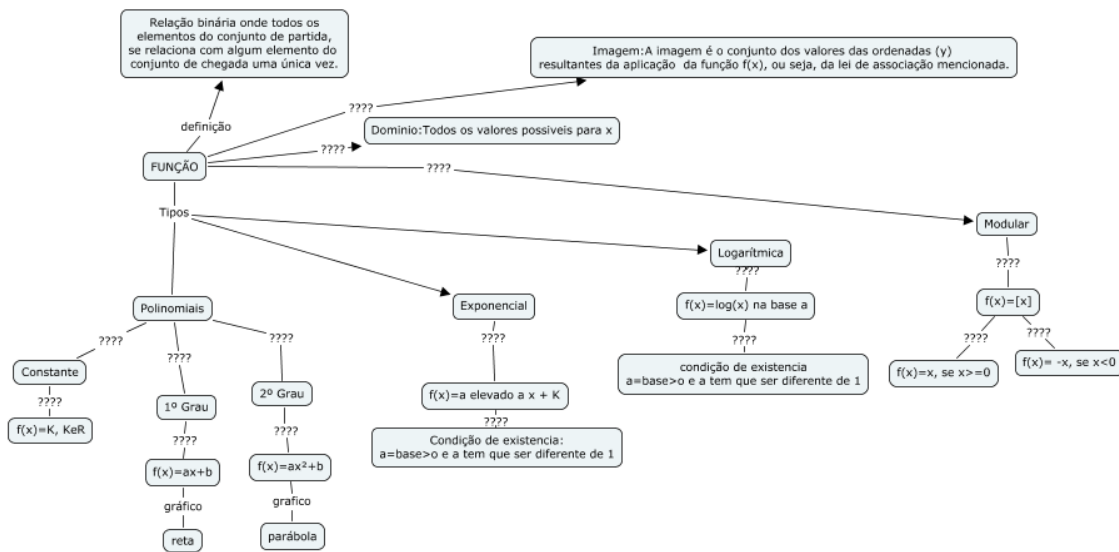 Relação binária onde todos os
elementos do conjunto de partida,
se relaciona com algum elemento do
conjunto de chegada uma única vez.
Imagem:A imagem é o conjunto dos valores das ordenadas (y)
resultantes da aplicação da função f(x), ou seja, da lei de associação mencionada.
????
definição
Dominio:Todos os valores possiveis para x
????
FUNÇÃO
????
Tipos
Modular
Logarítmica
????
????
Polinomiais
Exponencial
f(x)=log(x) na base a
f(x)=[x]
????
????
????
????
????
????
????
Constante
condição de existencia
a=base>o e a tem que ser diferente de 1
f(x)=x, se x>=0
f(x)= -x, se x<0
????
1º Grau
2º Grau
f(x)=a elevado a x + K
f(x)=K, KeR
????
????
????
Condição de existencia:
a=base>o e a tem que ser diferente de 1
f(x)=ax+b
f(x)=ax²+b
gráfico
grafico
reta
parábola